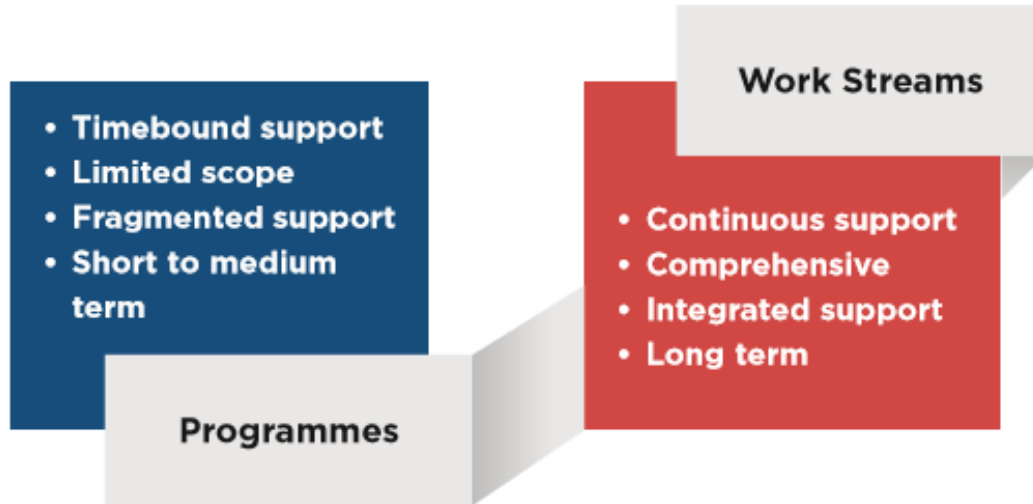 • Timebound support
• Limited scope
• Fragmented support
• Short to medium
term
Programmes
Work Streams
• Continuous support
• Comprehensive
• Integrated support
• Long term